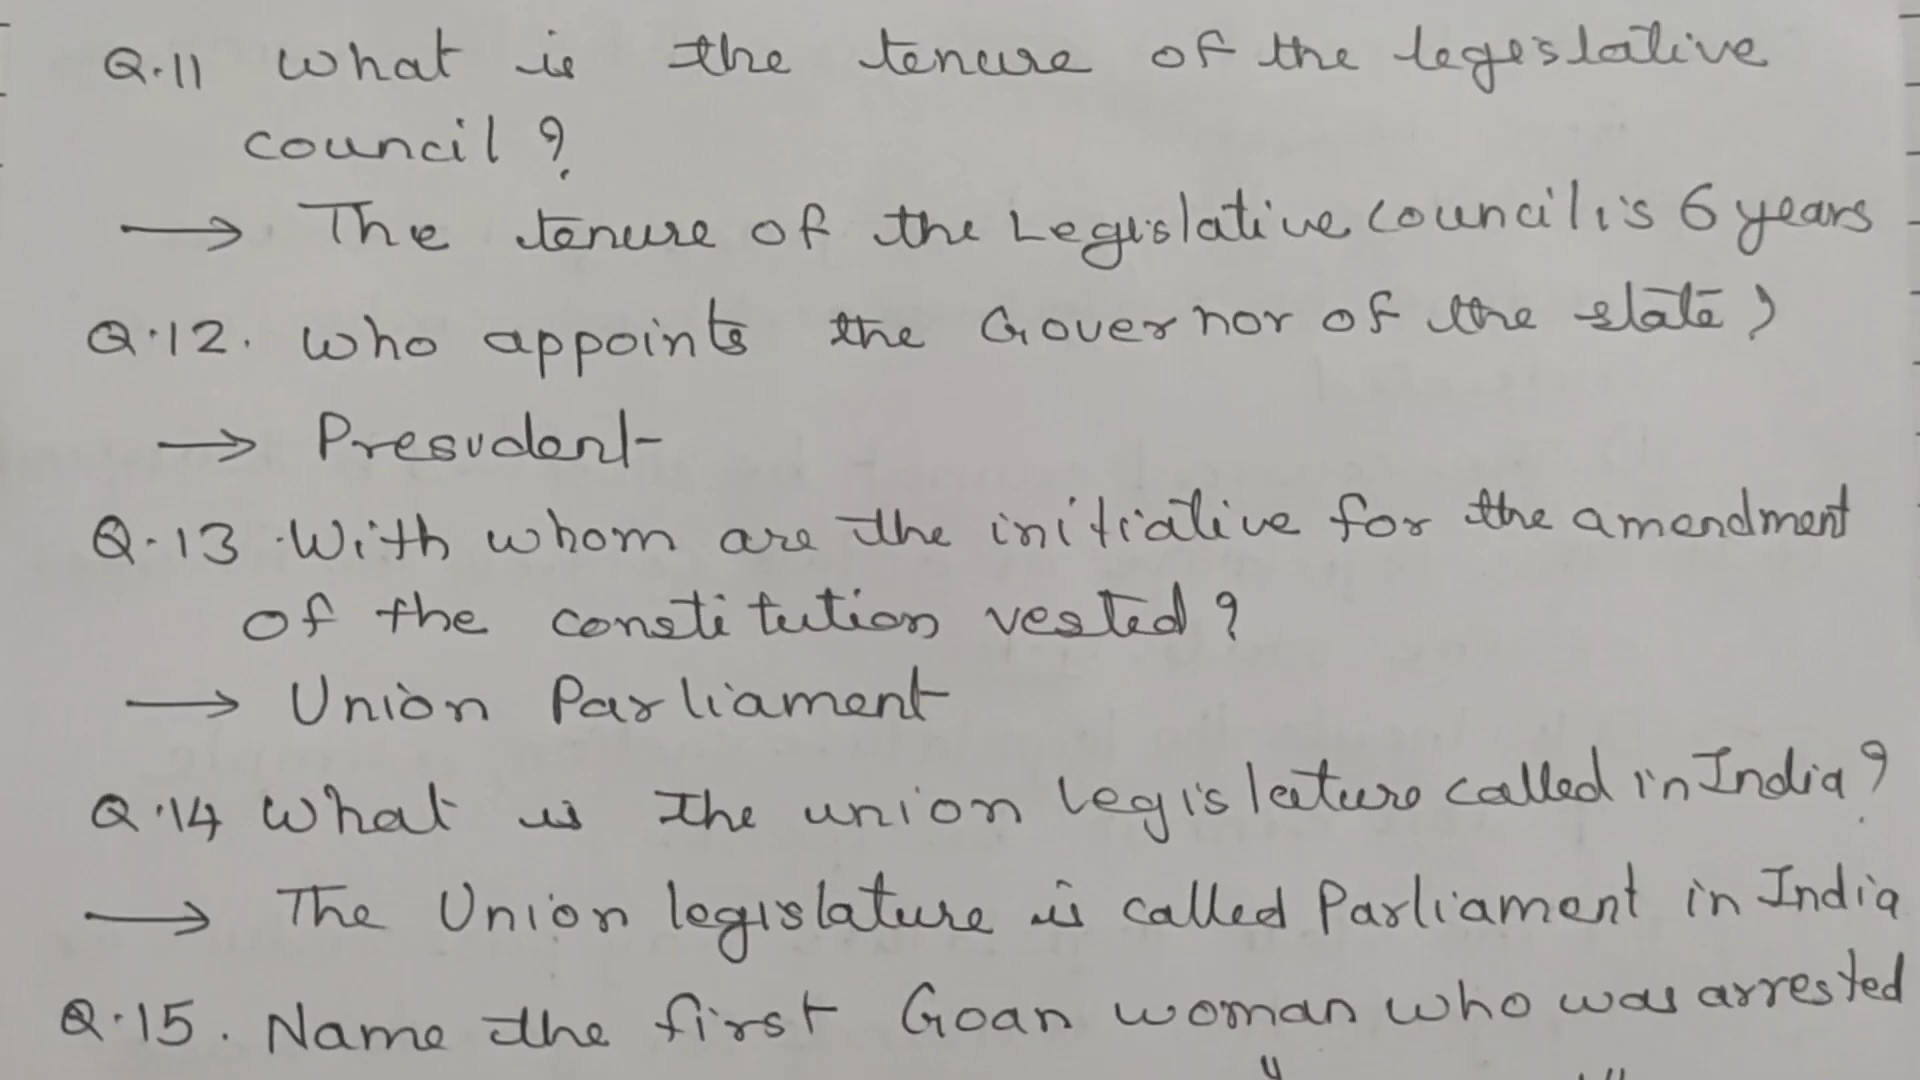 Q.11 What is the tenure of the legeslative
council?
→ The tenure of the Legislative council is 6 years
Q.12. Who appoints the Governor of the state?
→ President
Q.13 With whom are the initiative for the amendment
of the constitution vested?
→ Union Parliament
Q.14 What is the union legislature called in India?
→ The Union legislature is called Parliament in India
Q.15. Name the first Goan woman who was arrested